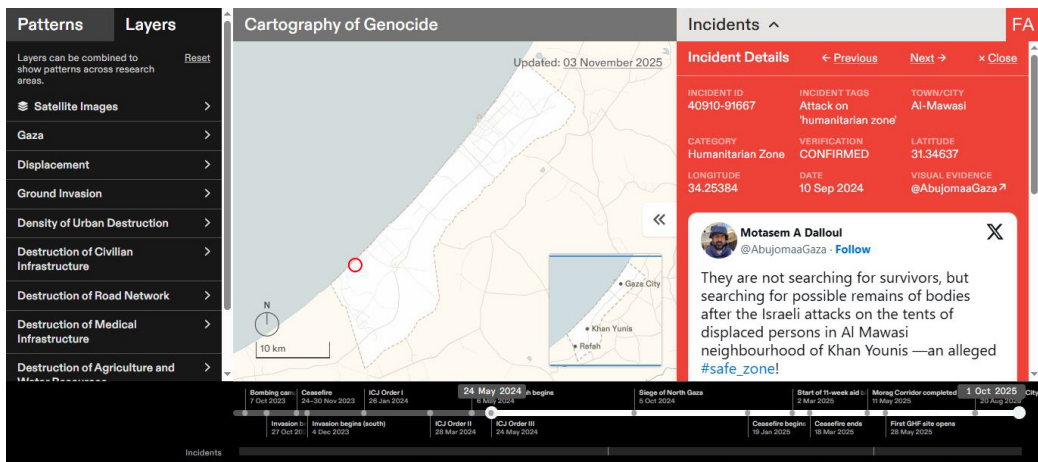 Patterns
Layers
Layers can be combined to
show patterns across research
areas.
Reset
Satellite Images
Gaza
Displacement
Ground Invasion
Density of Urban Destruction
Destruction of Civilian
Infrastructure
Destruction of Road Network
Destruction of Medical
Infrastructure
Destruction of Agriculture and
Water Resources
Cartography of Genocide
Updated: 03 November 2025
N
10 km
Gaza City
Khan Yunis
Rafah
Incidents
FA
Incident Details
← Previous
Next →
× Close
INCIDENT ID
40910-91667
INCIDENT TAGS
Attack on
'humanitarian zone'
TOWN/CITY
Al-Mawasi
CATEGORY
Humanitarian Zone
VERIFICATION
CONFIRMED
LATITUDE
31.34637
LONGITUDE
34.25384
DATE
10 Sep 2024
VISUAL EVIDENCE
@AbujomaaGaza
Motasem A Dalloul
@AbujomaaGaza · Follow
They are not searching for survivors, but
searching for possible remains of bodies
after the Israeli attacks on the tents of
displaced persons in Al Mawasi
neighbourhood of Khan Younis —an alleged
#safe_zone!
Bombing cam
7 Oct 2023
Ceasefire
24–30 Nov 2023
ICJ Order I
26 Jan 2024
24 May 2024
h begins
6 May 2024
Siege of North Gaza
5 Oct 2024
Start of 11-week aid b
2 Mar 2025
Morag Corridor completed
11 May 2025
1 Oct 2025
City
20 Aug 2025
Invasion b
27 Oct 20
Invasion begins (south)
4 Dec 2023
ICJ Order II
28 Mar 2024
ICJ Order III
24 May 2024
Ceasefire begins
19 Jan 2025
Ceasefire ends
18 Mar 2025
First GHF site opens
28 May 2025
Incidents